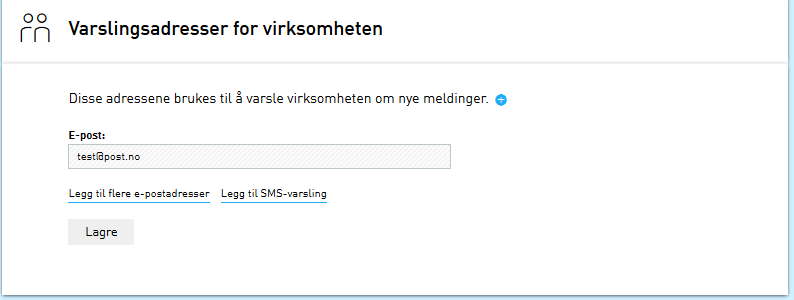 Varslingsadresser for virksomheten
Disse adressene brukes til å varsle virksomheten om nye meldinger.
E-post:
test@post.no
Legg til flere e-postadresser Legg til SMS-varsling
Lagre